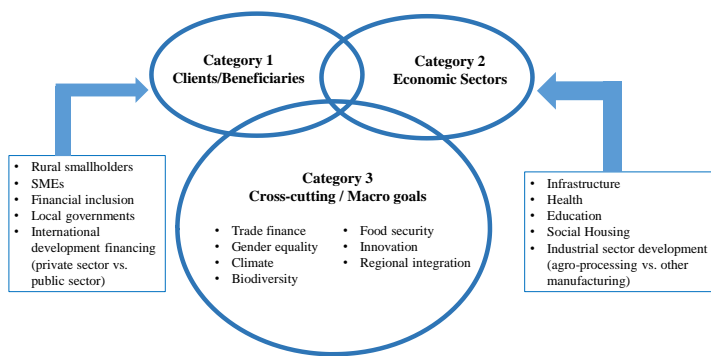 Category 1
Clients/Beneficiaries
Category 2
Economic Sectors
• Rural smallholders
• SMEs
• Financial inclusion
• Local governments
• International
development financing
(private sector vs.
public sector)
Category 3
Cross-cutting / Macro goals
• Trade finance
• Gender equality
• Climate
• Biodiversity
• Food security
• Innovation
• Regional integration
• Infrastructure
• Health
• Education
• Social Housing
• Industrial sector development
(agro-processing vs. other
manufacturing)